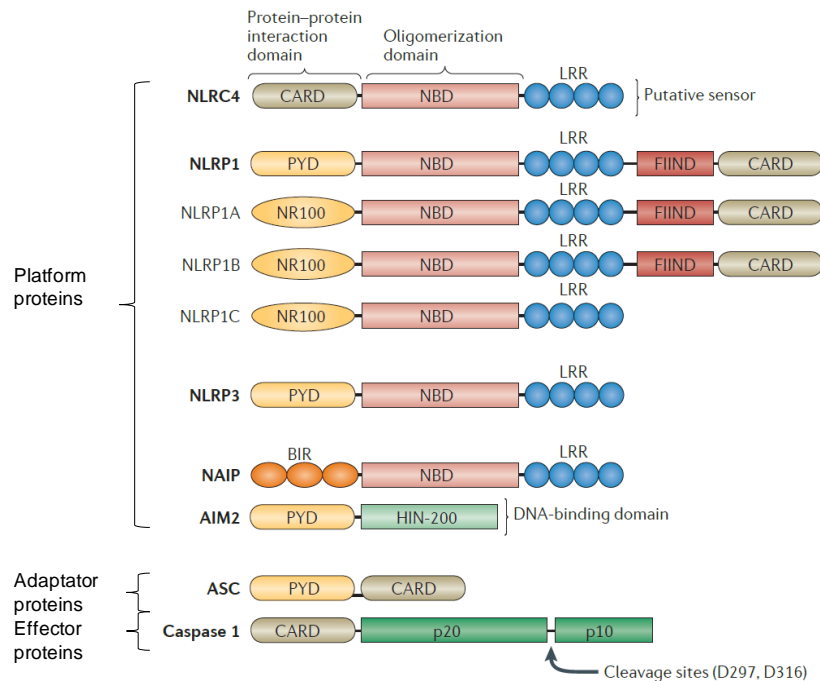 Protein–protein
interaction
domain
Oligomerization
domain
LRR
NLRC4
CARD
NBD
Putative sensor
LRR
NLRP1
PYD
NBD
FIIND
CARD
LRR
NLRP1A
NR100
NBD
FIIND
CARD
LRR
NLRP1B
NR100
NBD
FIIND
CARD
Platform
proteins
LRR
NLRP1C
NR100
NBD
LRR
NLRP3
PYD
NBD
BIR
LRR
NAIP
NBD
AIM2
PYD
HIN-200
DNA-binding domain
Adaptator
proteins
ASC
PYD
CARD
Effector
proteins
Caspase 1
CARD
p20
p10
Cleavage sites (D297, D316)